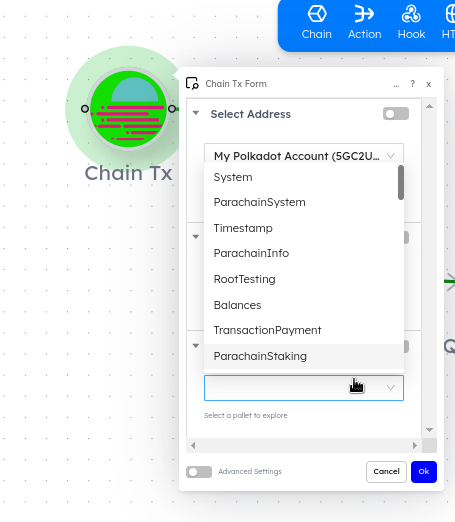 Chain
Action
Hook
Chain Tx Form
... ? x
Select Address
My Polkadot Account (5GC2U...
Chain Tx
System
ParachainSystem
Timestamp
ParachainInfo
RootTesting
Balances
TransactionPayment
ParachainStaking
Select a pallet to explore
Advanced Settings
Cancel
Ok